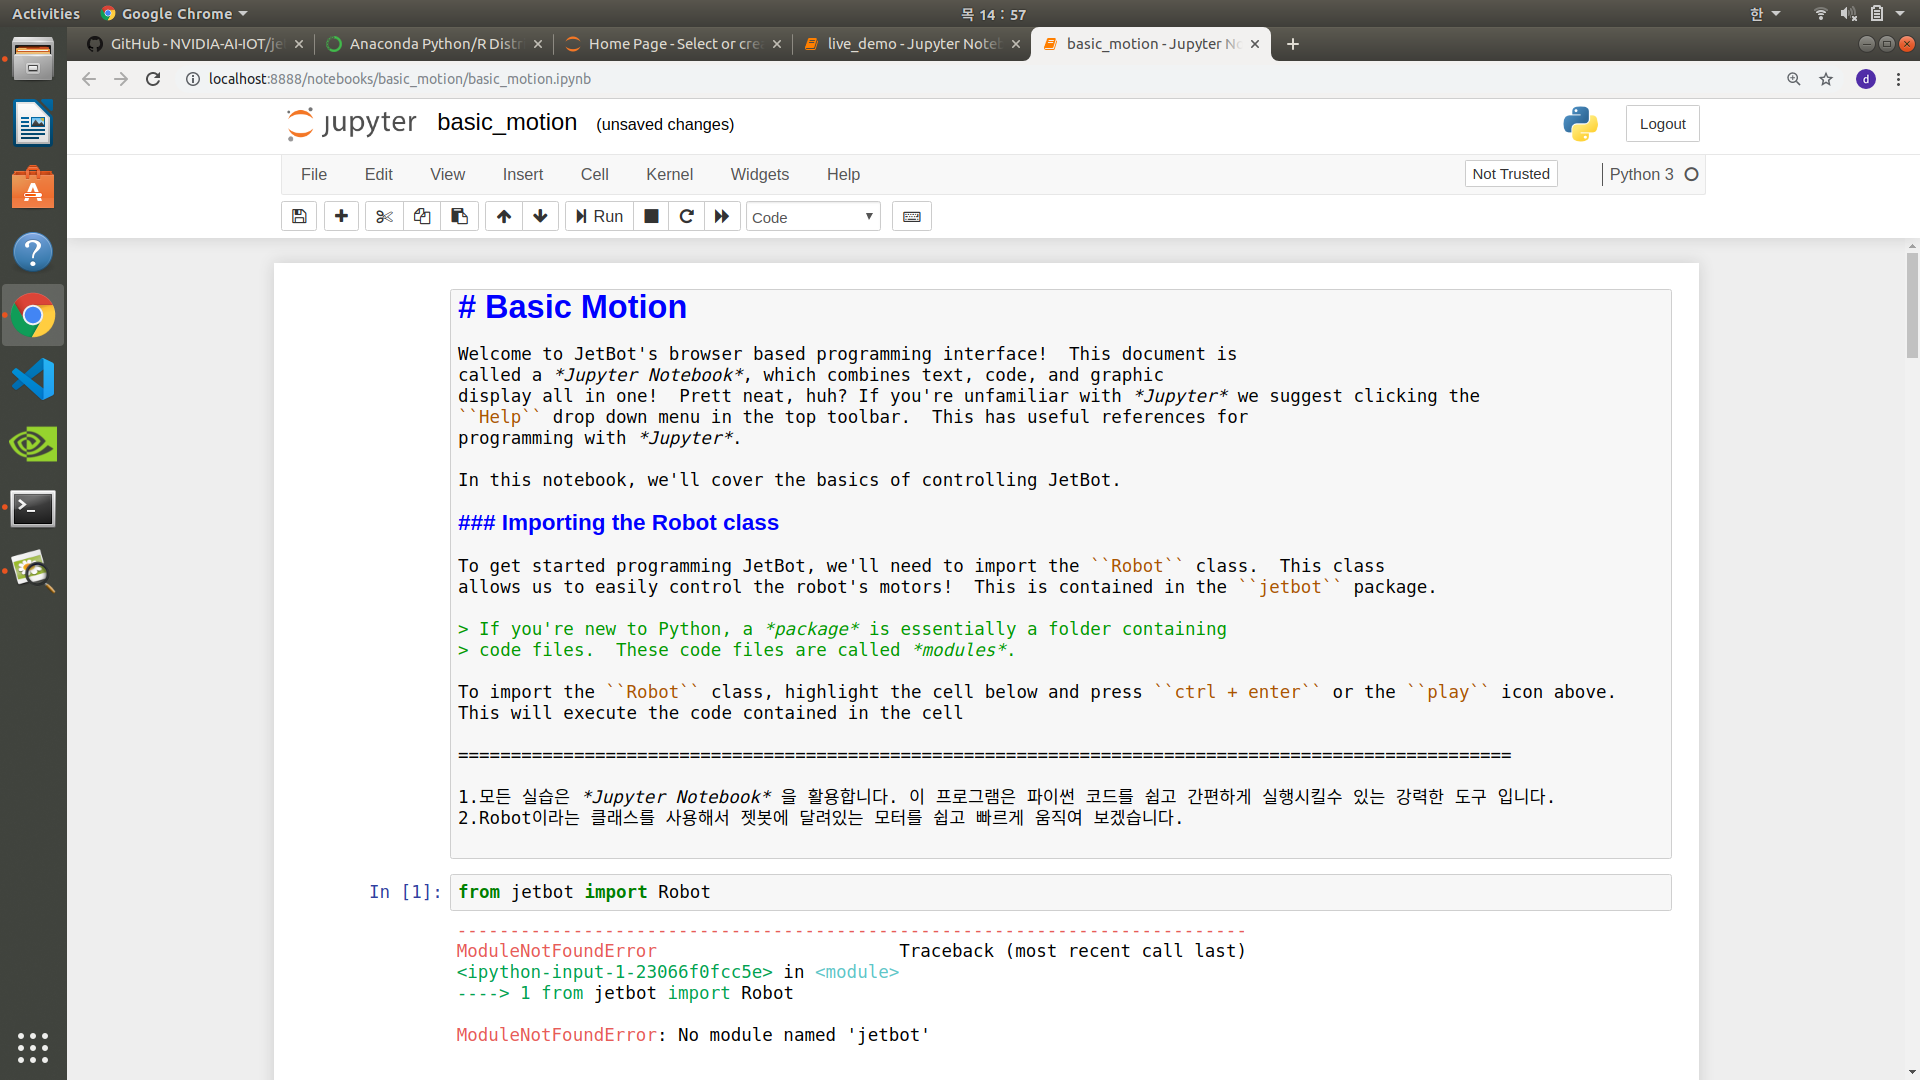 Activities
Google Chrome
목 14 : 57
한
GitHub - NVIDIA-AI-IOT/je
Anaconda Python/R Distr
Home Page - Select or cre
live_demo - Jupyter Noteb
basic_motion - Jupyter No
localhost:8888/notebooks/basic_motion/basic_motion.ipynb
d
jupyter
basic_motion
(unsaved changes)
Logout
File
Edit
View
Insert
Cell
Kernel
Widgets
Help
Not Trusted
Python 3
Run
Code
# Basic Motion
Welcome to JetBot's browser based programming interface!  This document is
called a *Jupyter Notebook*, which combines text, code, and graphic
display all in one!  Prett neat, huh? If you're unfamiliar with *Jupyter* we suggest clicking the
``Help`` drop down menu in the top toolbar.  This has useful references for
programming with *Jupyter*.
In this notebook, we'll cover the basics of controlling JetBot.
### Importing the Robot class
To get started programming JetBot, we'll need to import the ``Robot`` class.  This class
allows us to easily control the robot's motors!  This is contained in the ``jetbot`` package.
> If you're new to Python, a *package* is essentially a folder containing
> code files.  These code files are called *modules*.
To import the ``Robot`` class, highlight the cell below and press ``ctrl + enter`` or the ``play`` icon above.
This will execute the code contained in the cell
====================================================================================================
1.모든 실습은 *Jupyter Notebook* 을 활용합니다. 이 프로그램은 파이썬 코드를 쉽고 간편하게 실행시킬수 있는 강력한 도구 입니다.
2.Robot이라는 클래스를 사용해서 젯봇에 달려있는 모터를 쉽고 빠르게 움직여 보겠습니다.
In [1]:
from jetbot import Robot
---------------------------------------------------------------------------
ModuleNotFoundError                       Traceback (most recent call last)
<ipython-input-1-23066f0fcc5e> in <module>
----> 1 from jetbot import Robot
ModuleNotFoundError: No module named 'jetbot'